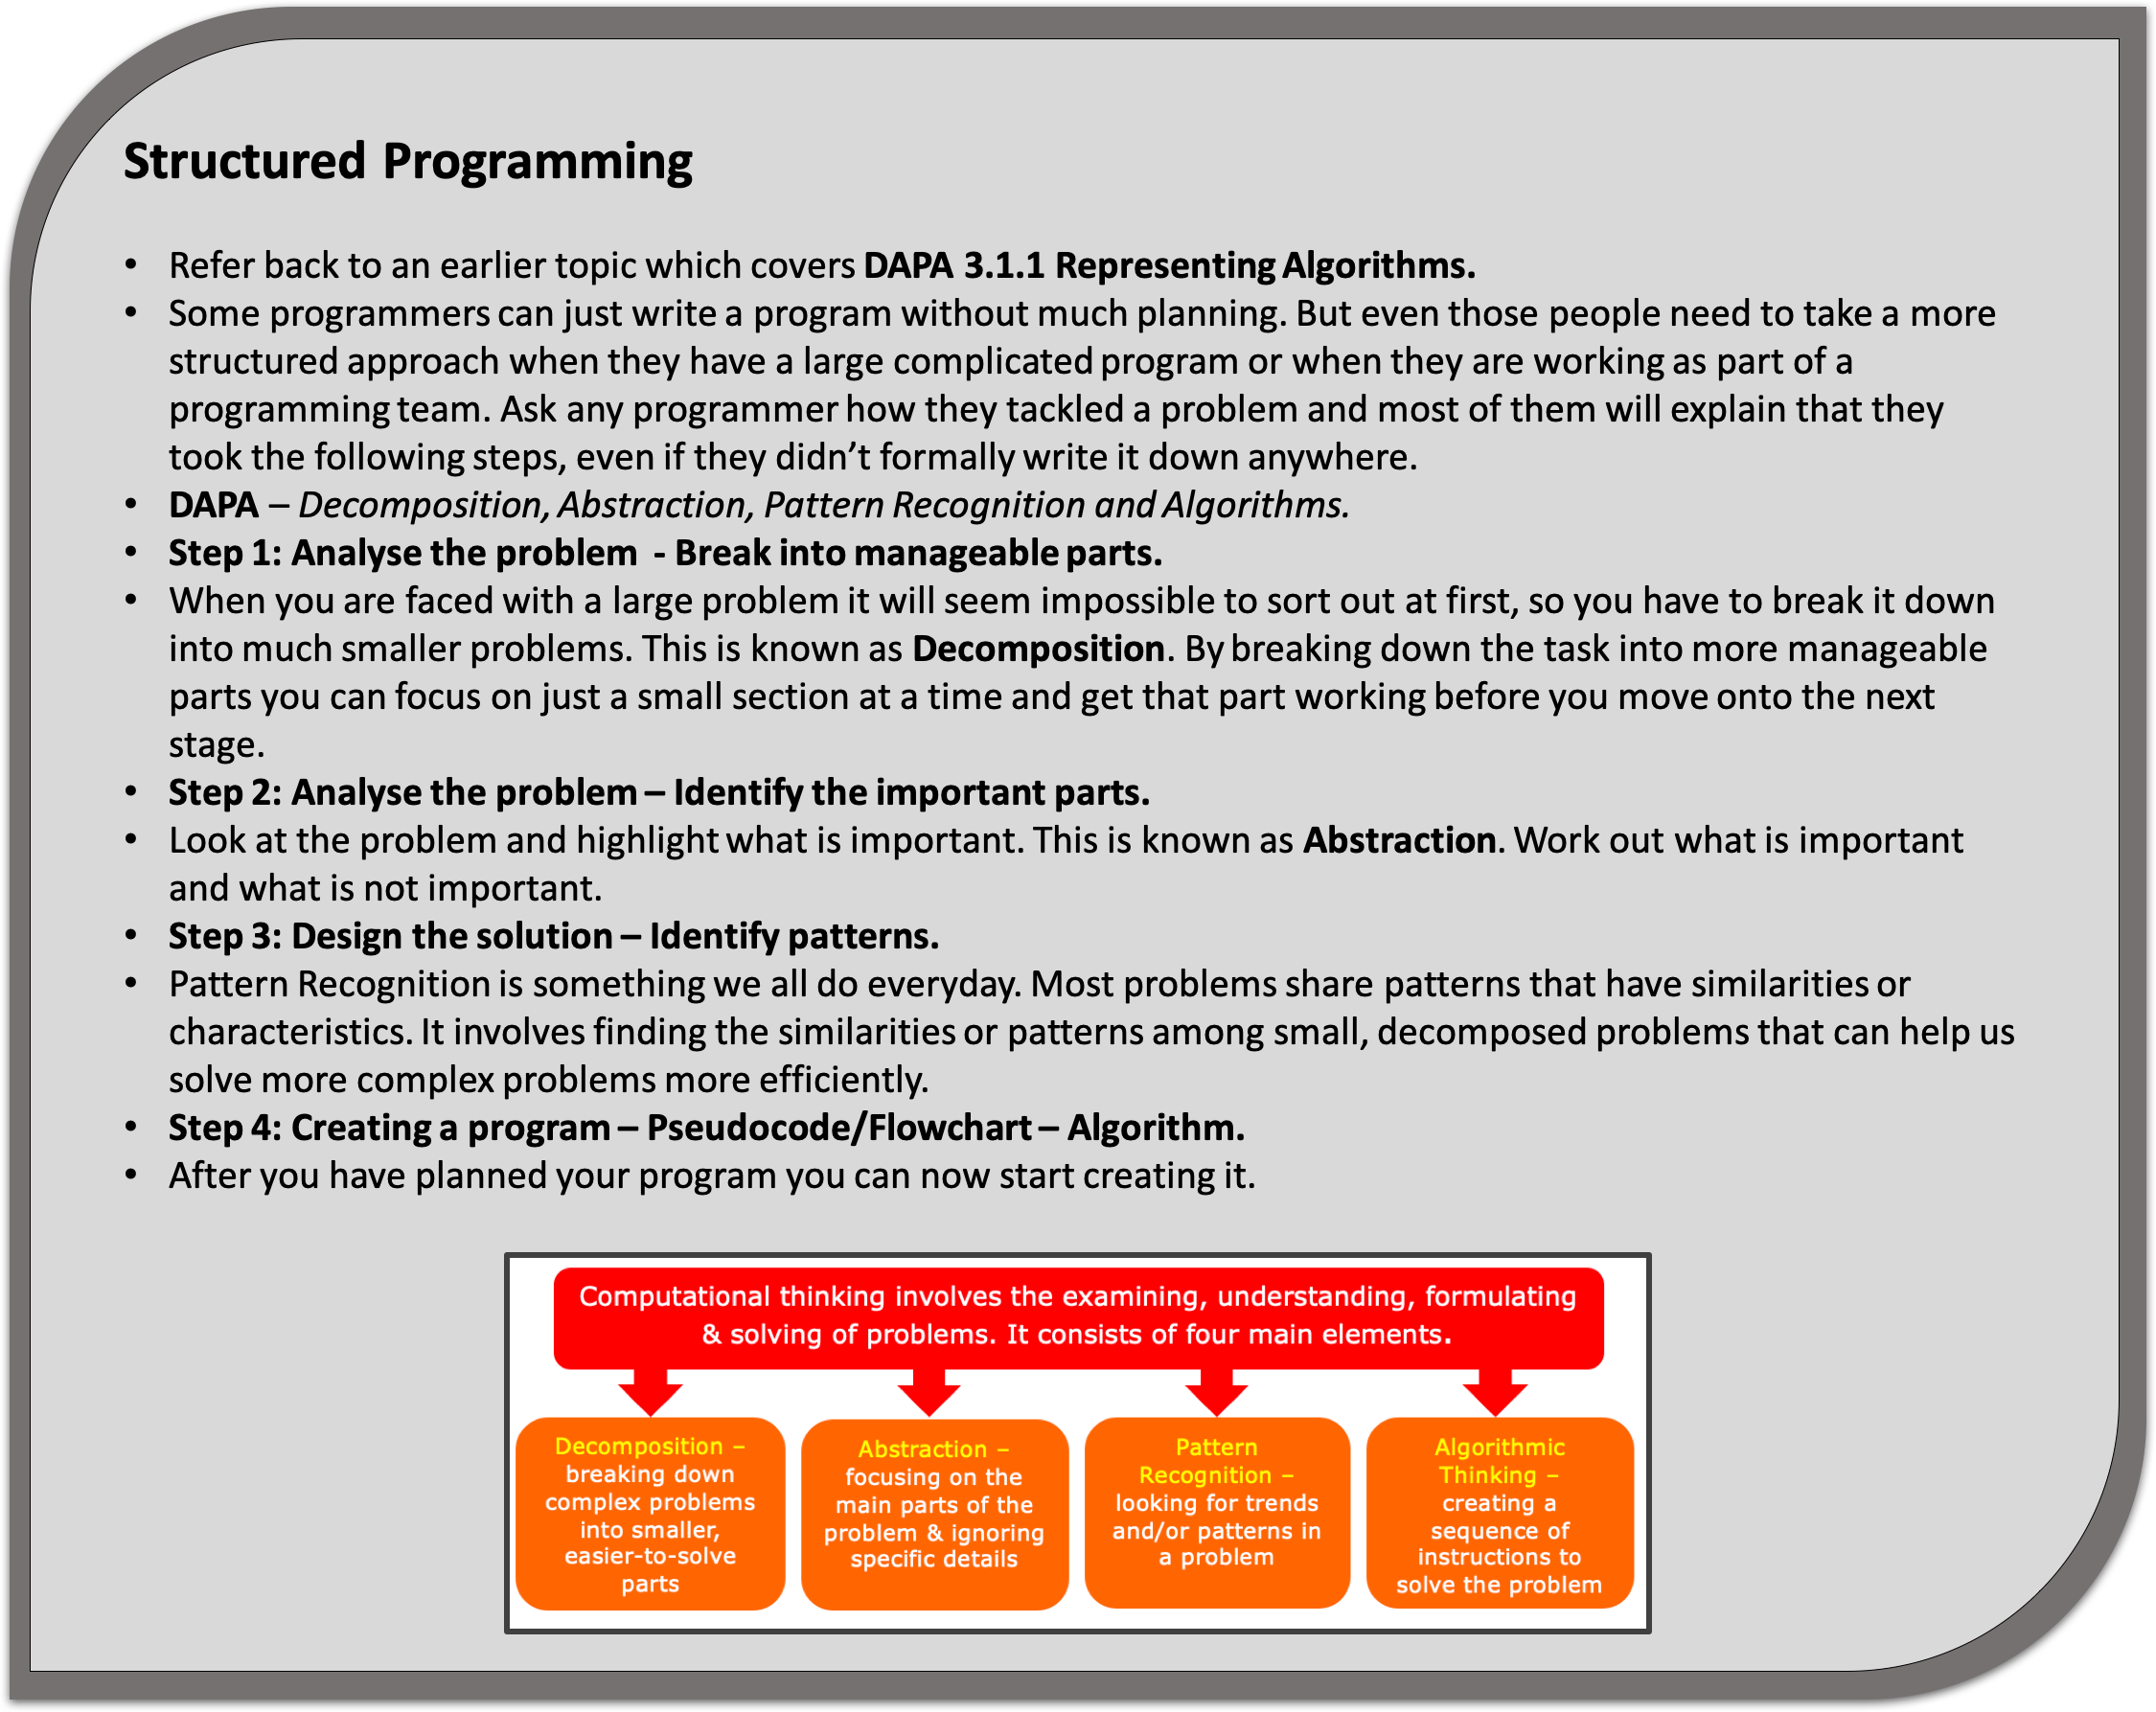 Structured Programming
• Refer back to an earlier topic which covers DAPA 3.1.1 Representing Algorithms.
• Some programmers can just write a program without much planning. But even those people need to take a more
structured approach when they have a large complicated program or when they are working as part of a
programming team. Ask any programmer how they tackled a problem and most of them will explain that they
took the following steps, even if they didn’t formally write it down anywhere.
• DAPA – Decomposition, Abstraction, Pattern Recognition and Algorithms.
• Step 1: Analyse the problem - Break into manageable parts.
• When you are faced with a large problem it will seem impossible to sort out at first, so you have to break it down
into much smaller problems. This is known as Decomposition. By breaking down the task into more manageable
parts you can focus on just a small section at a time and get that part working before you move onto the next
stage.
• Step 2: Analyse the problem – Identify the important parts.
• Look at the problem and highlight what is important. This is known as Abstraction. Work out what is important
and what is not important.
• Step 3: Design the solution – Identify patterns.
• Pattern Recognition is something we all do everyday. Most problems share patterns that have similarities or
characteristics. It involves finding the similarities or patterns among small, decomposed problems that can help us
solve more complex problems more efficiently.
• Step 4: Creating a program – Pseudocode/Flowchart – Algorithm.
• After you have planned your program you can now start creating it.
Computational thinking involves the examining, understanding, formulating
& solving of problems. It consists of four main elements.
Decomposition –
breaking down
complex problems
into smaller,
easier-to-solve
parts
Abstraction –
focusing on the
main parts of the
problem & ignoring
specific details
Pattern
Recognition –
looking for trends
and/or patterns in
a problem
Algorithmic
Thinking –
creating a
sequence of
instructions to
solve the problem